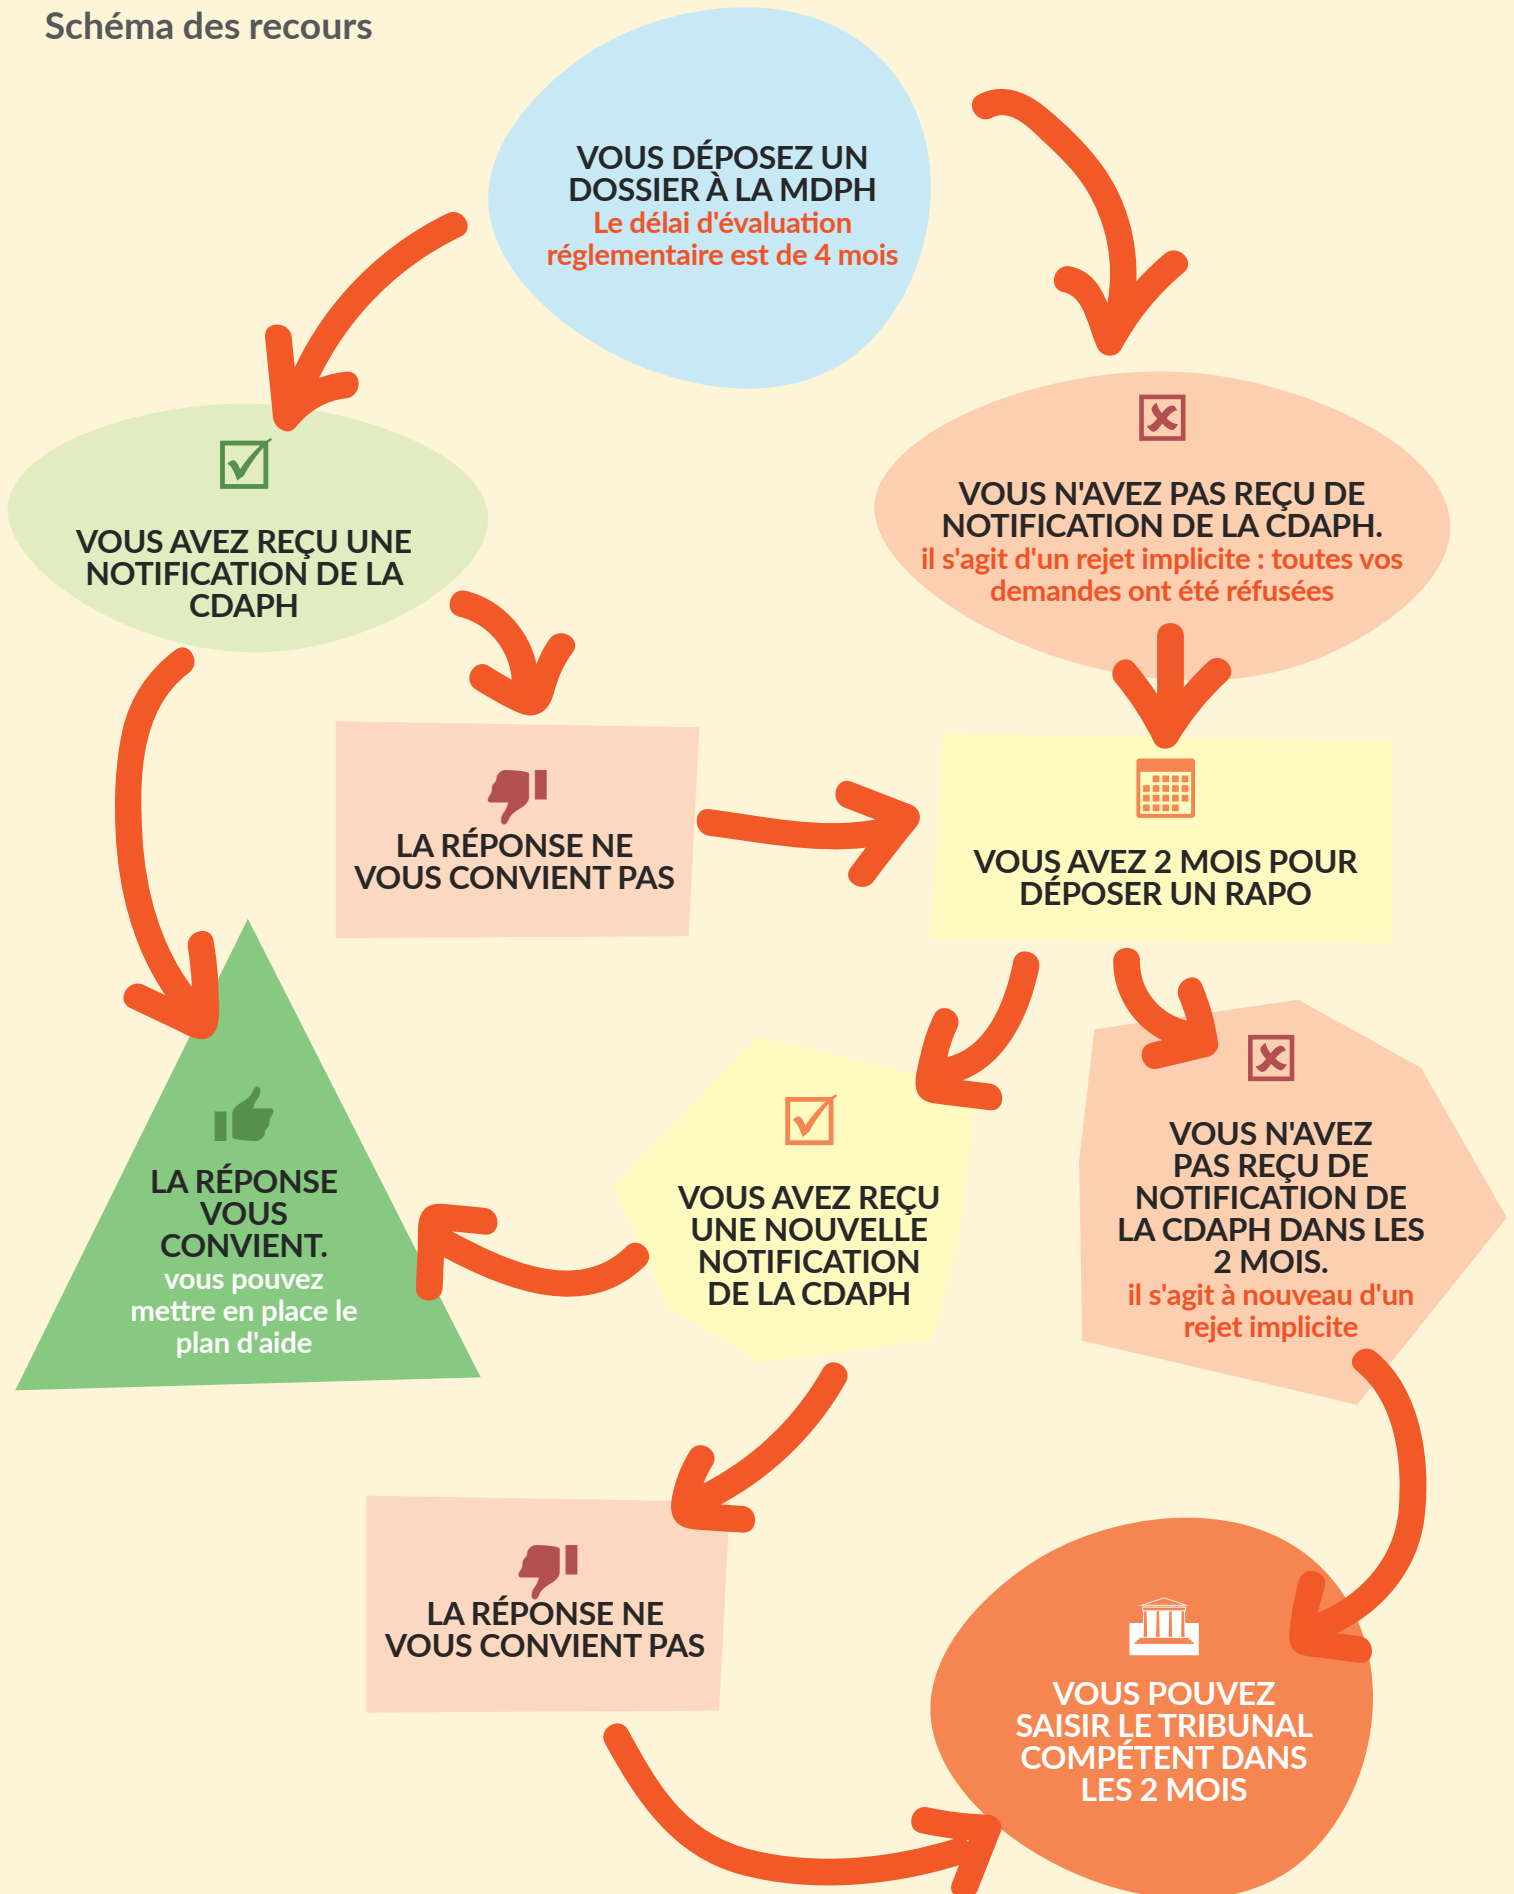 Schéma des recours
VOUS DÉPOSEZ UN
DOSSIER À LA MDPH
Le délai d'évaluation
réglementaire est de 4 mois
VOUS AVEZ REÇU UNE
NOTIFICATION DE LA
CDAPH
VOUS N'AVEZ PAS REÇU DE
NOTIFICATION DE LA CDAPH.
il s'agit d'un rejet implicite : toutes vos
demandes ont été réfusées
LA RÉPONSE NE
VOUS CONVIENT PAS
VOUS AVEZ 2 MOIS POUR
DÉPOSER UN RAPO
LA RÉPONSE
VOUS
CONVIENT.
vous pouvez
mettre en place le
plan d'aide
VOUS AVEZ REÇU
UNE NOUVELLE
NOTIFICATION
DE LA CDAPH
VOUS N'AVEZ
PAS REÇU DE
NOTIFICATION DE
LA CDAPH DANS LES
2 MOIS.
il s'agit à nouveau d'un
rejet implicite
LA RÉPONSE NE
VOUS CONVIENT PAS
VOUS POUVEZ
SAISIR LE TRIBUNAL
COMPÉTENT DANS
LES 2 MOIS